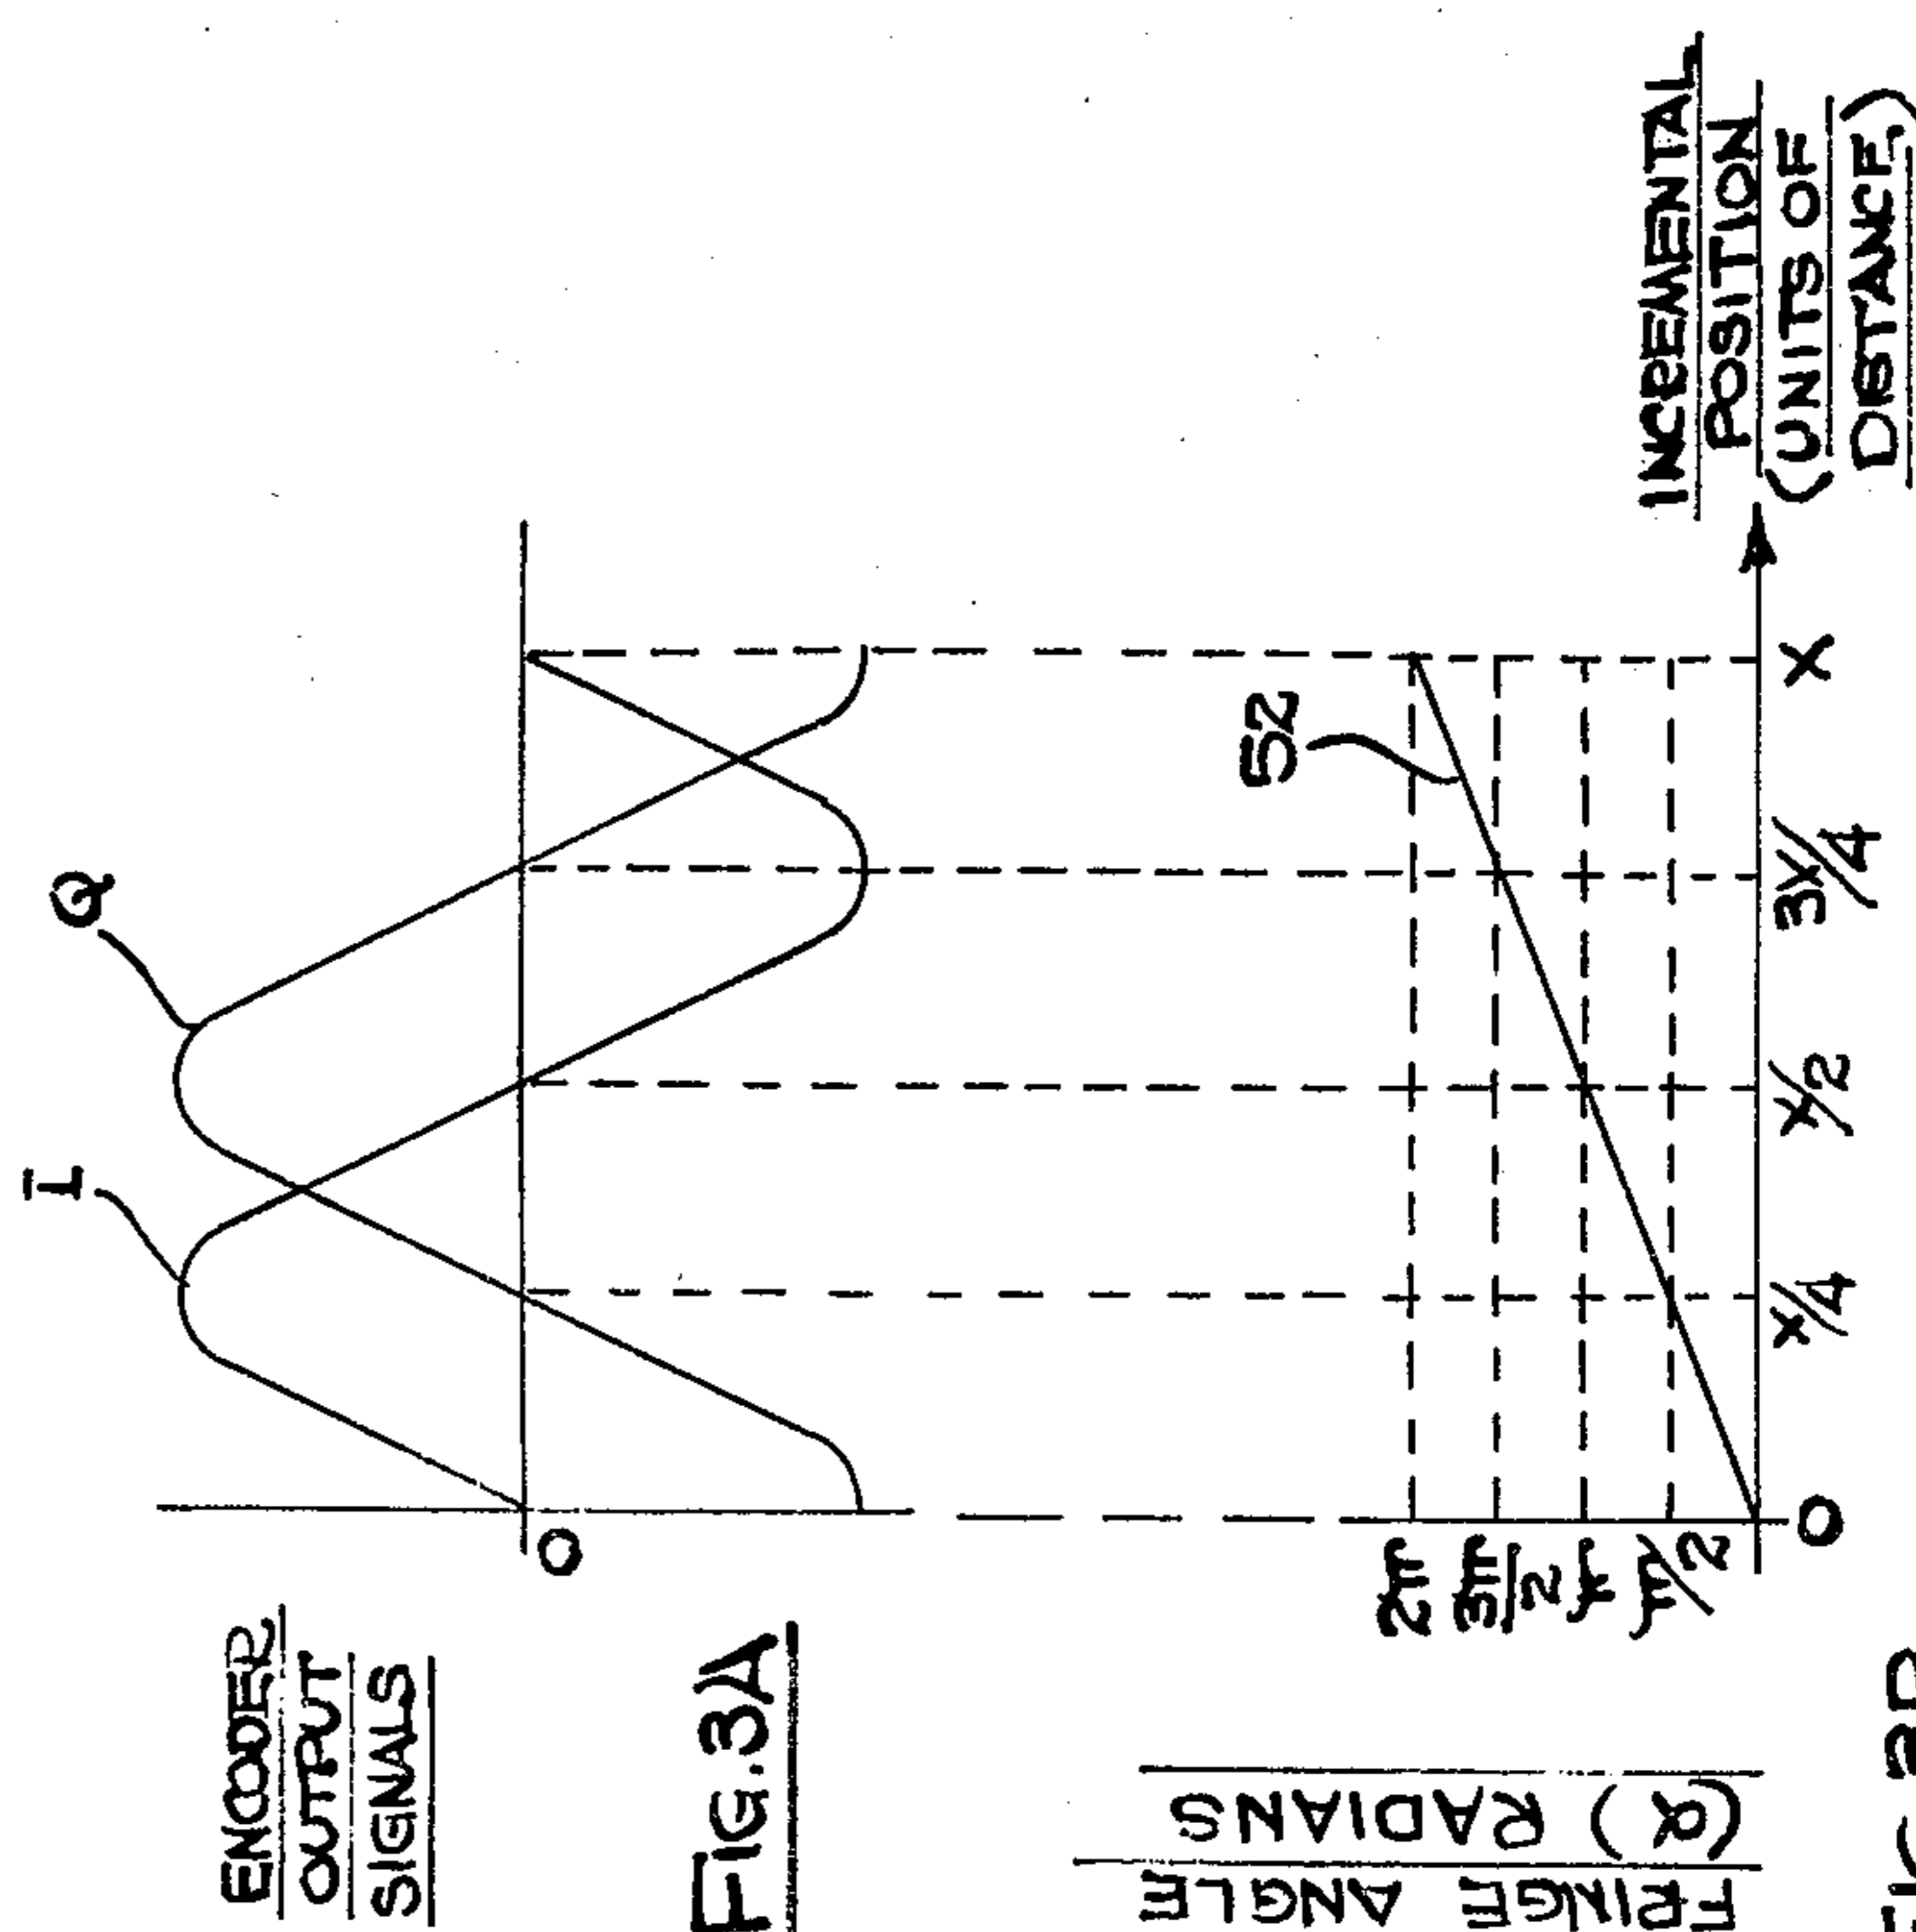 ENCODER
OUTPUT
SIGNALS
I
Q
O
FIG.3A
FRINGE ANGLE
(α) RADIANS
2π
3π/2
π
π/2
52
O
X/4
X/2
3X/4
X
INCREMENTAL
POSITION
(UNITS OF
DISTANCE)